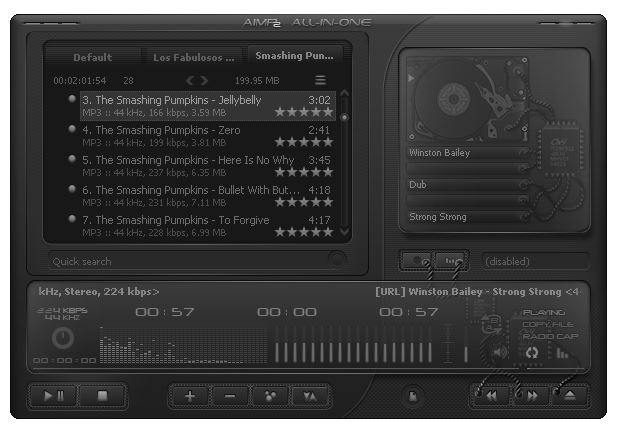 AIMP2 ALL-IN-ONE
Default
Los Fabulosos ...
Smashing Pun...
00:02:01:54 28 199.95 MB
3. The Smashing Pumpkins - Jellybelly 3:02
MP3 :: 44 kHz, 166 kbps, 3.59 MB
4. The Smashing Pumpkins - Zero 2:41
MP3 :: 44 kHz, 199 kbps, 3.81 MB
5. The Smashing Pumpkins - Here Is No Why 3:45
MP3 :: 44 kHz, 237 kbps, 6.35 MB
6. The Smashing Pumpkins - Bullet With But... 4:18
MP3 :: 44 kHz, 231 kbps, 7.11 MB
7. The Smashing Pumpkins - To Forgive 4:17
MP3 :: 44 kHz, 228 kbps, 6.99 MB
Quick search
Winston Bailey
Dub
Strong Strong
(disabled)
kHz, Stereo, 224 kbps>
[URL] Winston Bailey - Strong Strong <4-
224 KBPS
44 KHZ
00:57
00:00
00:57
PLAYING
COPY FILE
RADIO CAP
00:00:00
A
B